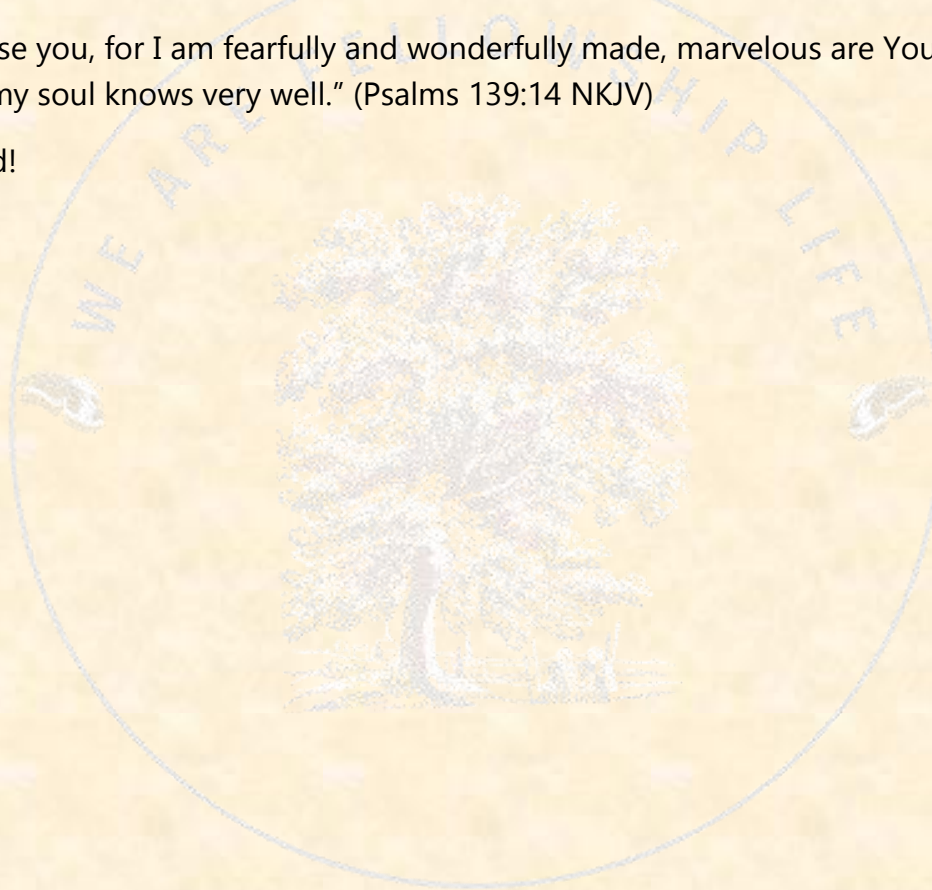 se you, for I am fearfully and wonderfully made, marvelous are You
my soul knows very well.” (Psalms 139:14 NKJV)
d!
WE ARE FELLOWSHIP LIFE